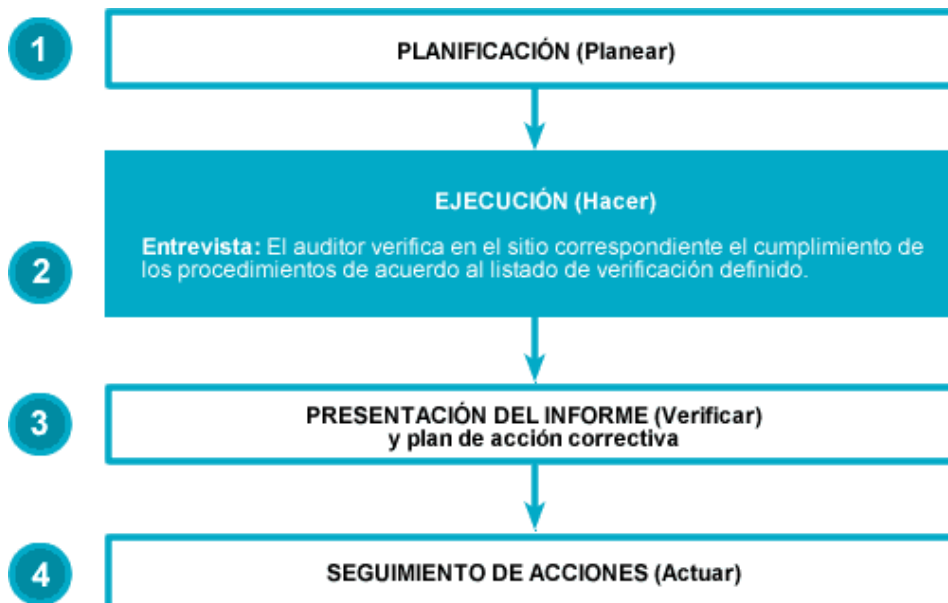 1
PLANIFICACIÓN (Planear)
EJECUCIÓN (Hacer)
2
Entrevista: El auditor verifica en el sitio correspondiente el cumplimiento de
los procedimientos de acuerdo al listado de verificación definido.
3
PRESENTACIÓN DEL INFORME (Verificar)
y plan de acción correctiva
4
SEGUIMIENTO DE ACCIONES (Actuar)